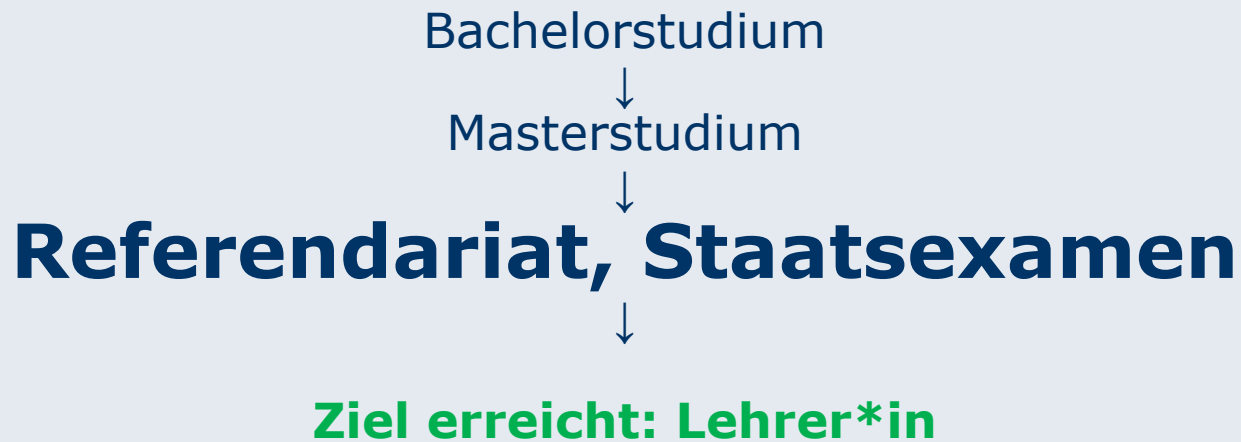 Bachelorstudium
↓
Masterstudium
↓
Referendariat, Staatsexamen
↓
Ziel erreicht: Lehrer*in